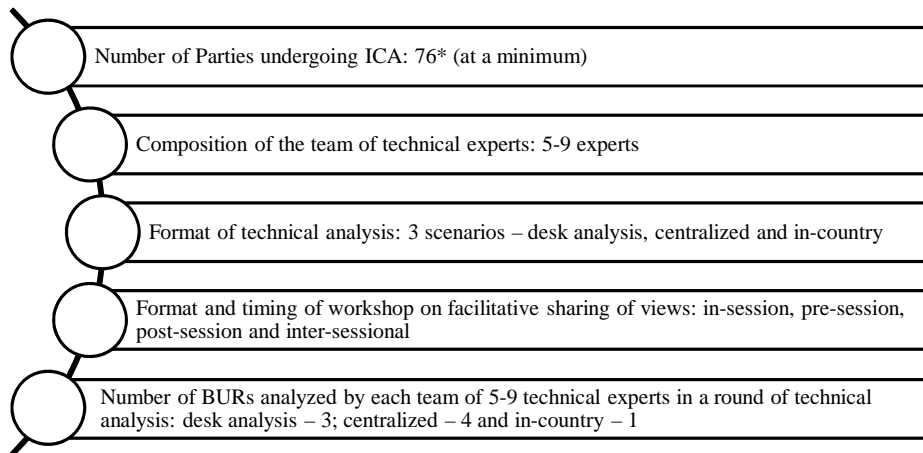 Number of Parties undergoing ICA: 76* (at a minimum)
Composition of the team of technical experts: 5-9 experts
Format of technical analysis: 3 scenarios – desk analysis, centralized and in-country
Format and timing of workshop on facilitative sharing of views: in-session, pre-session,
post-session and inter-sessional
Number of BURs analyzed by each team of 5-9 technical experts in a round of technical
analysis: desk analysis – 3; centralized – 4 and in-country – 1